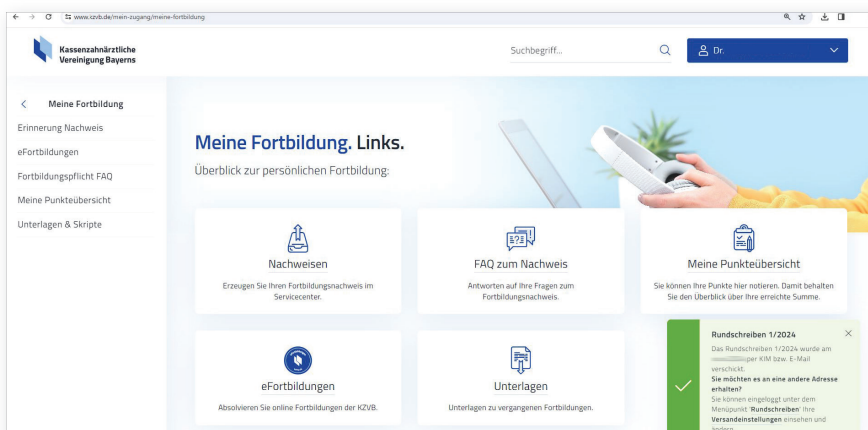 www.kzvb.de/mein-zugang/meine-fortbildung
Kassenzahnärztliche
Vereinigung Bayerns
Suchbegriff...
Dr.
Meine Fortbildung
Erinnerung Nachweis
eFortbildungen
Fortbildungspflicht FAQ
Meine Punkteübersicht
Unterlagen & Skripte
Meine Fortbildung. Links.
Überblick zur persönlichen Fortbildung:
Nachweisen
Erzeugen Sie Ihren Fortbildungsnachweis im
Servicecenter.
FAQ zum Nachweis
Antworten auf Ihre Fragen zum
Fortbildungsnachweis.
Meine Punkteübersicht
Sie können Ihre Punkte hier notieren. Damit behalten
Sie den Überblick über Ihre erreichte Summe.
eFortbildungen
Absolvieren Sie online Fortbildungen der KZVB.
Unterlagen
Unterlagen zu vergangenen Fortbildungen.
Rundschreiben 1/2024
Das Rundschreiben 1/2024 wurde am
per KIM bzw. E-Mail
verschickt.
Sie möchten es an eine andere Adresse
erhalten?
Sie können eingeloggt unter dem
Menüpunkt 'Rundschreiben' Ihre
Versandeinstellungen einsehen und
ändern